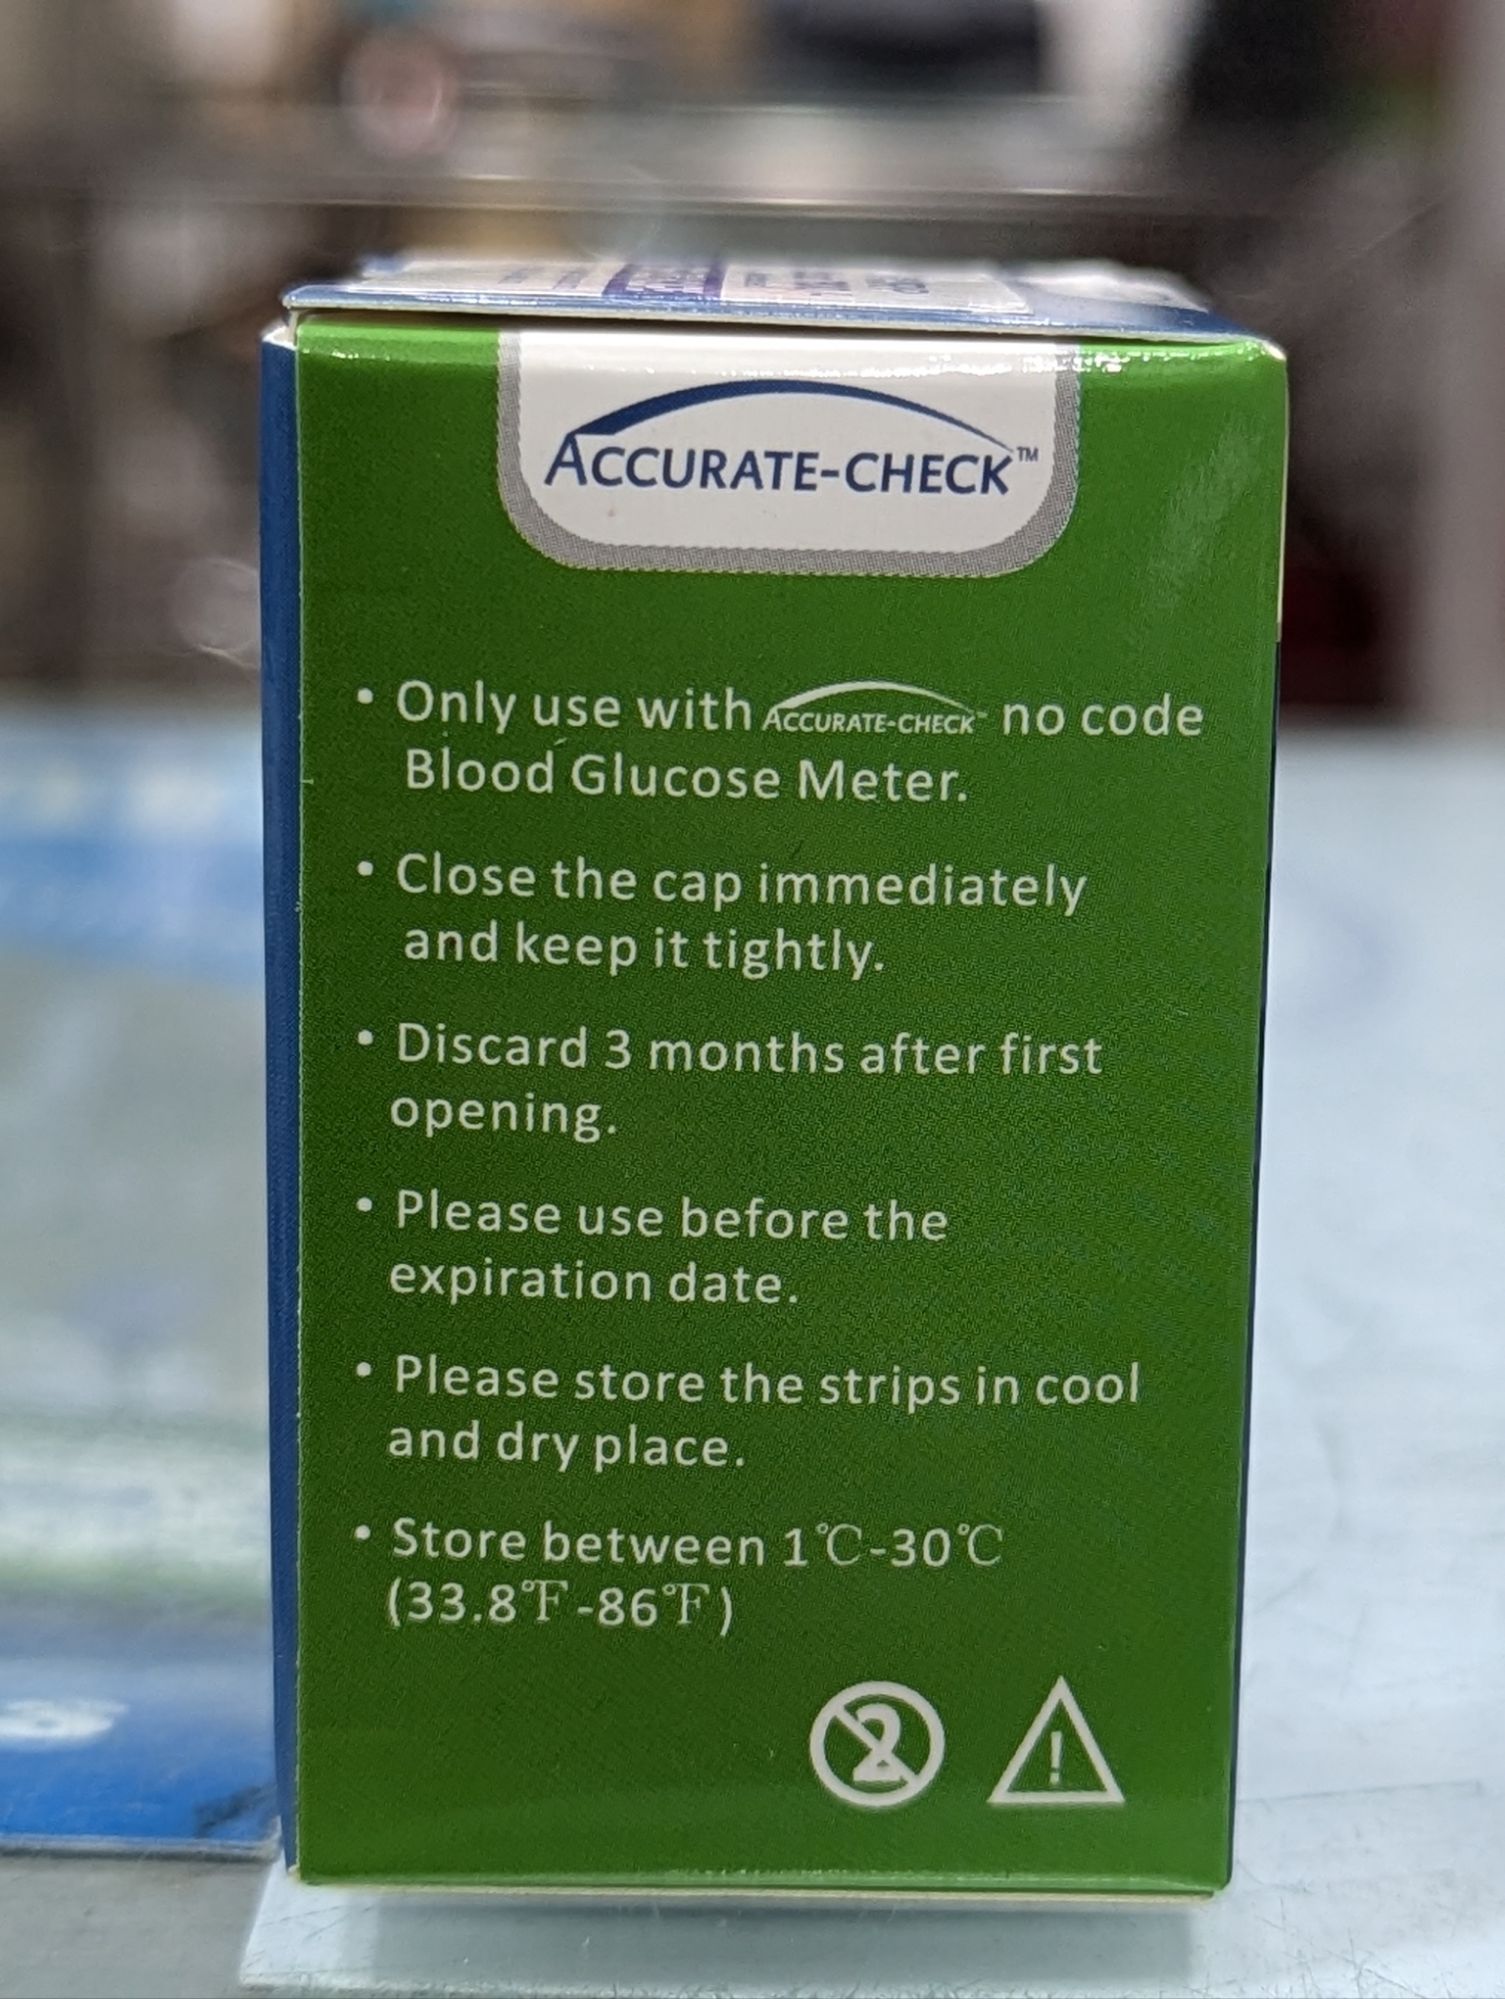 ACCURATE-CHECK™
• Only use with ACCURATE-CHECK™ no code
Blood Glucose Meter.
• Close the cap immediately
and keep it tightly.
• Discard 3 months after first
opening.
• Please use before the
expiration date.
• Please store the strips in cool
and dry place.
• Store between 1℃-30℃
(33.8℉-86℉)
2
!